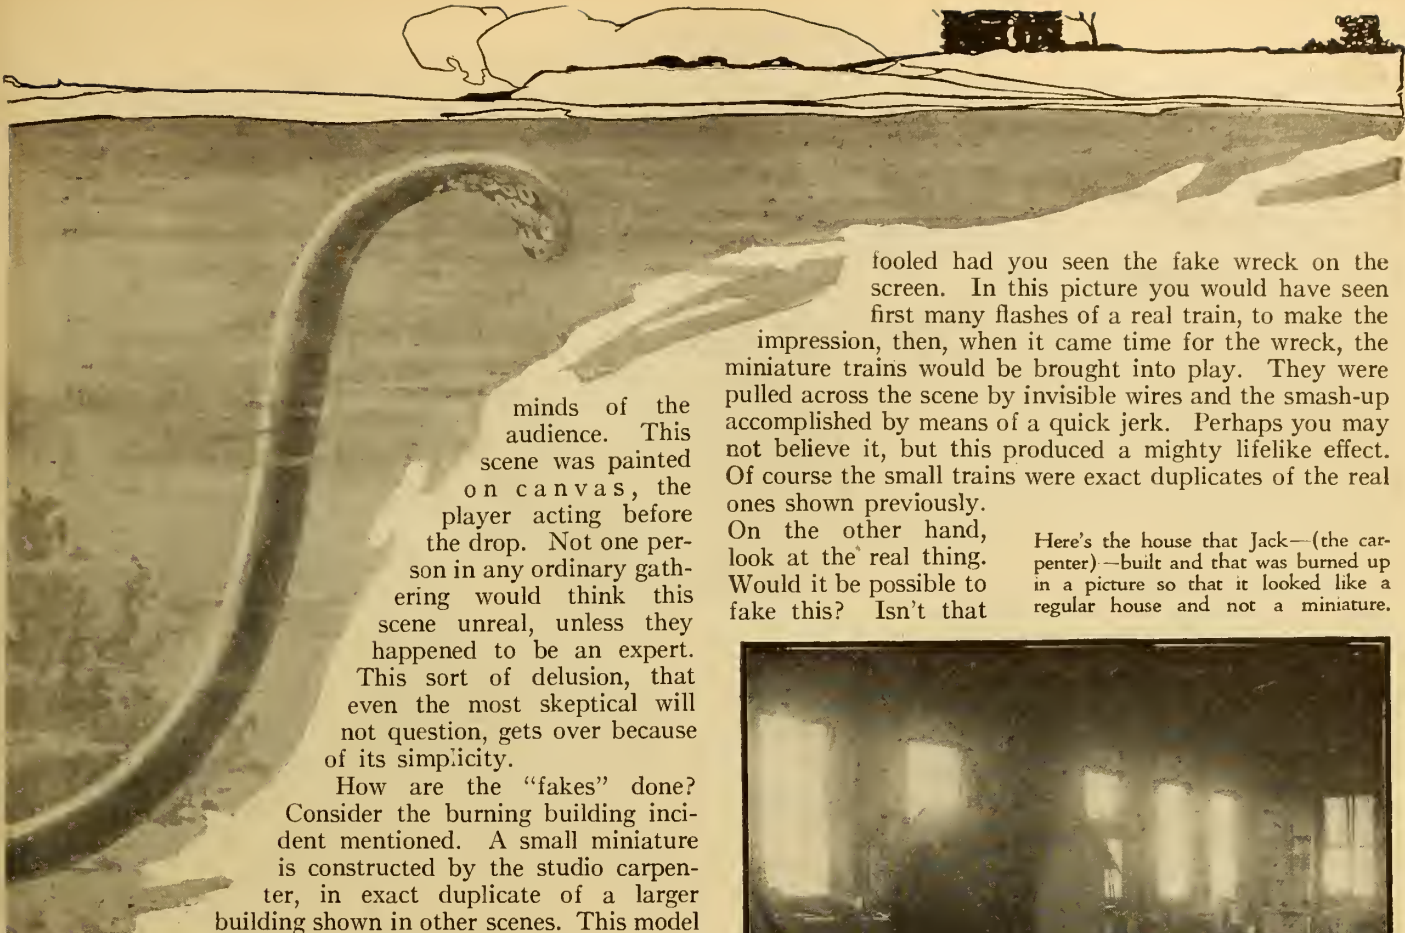 minds of the
audience. This
scene was painted
on canvas, the
player acting before
the drop. Not one per-
son in any ordinary gath-
ering would think this
scene unreal, unless they
happened to be an expert.
This sort of delusion, that
even the most skeptical will
not question, gets over because
of its simplicity.
How are the “fakes” done?
Consider the burning building inci-
dent mentioned. A small miniature
is constructed by the studio carpen-
ter, in exact duplicate of a larger
building shown in other scenes. This model
fooled had you seen the fake wreck on the
screen. In this picture you would have seen
first many flashes of a real train, to make the
impression, then, when it came time for the wreck, the
miniature trains would be brought into play. They were
pulled across the scene by invisible wires and the smash-up
accomplished by means of a quick jerk. Perhaps you may
not believe it, but this produced a mighty lifelike effect.
Of course the small trains were exact duplicates of the real
ones shown previously.
On the other hand,
look at the real thing.
Would it be possible to
fake this? Isn't that
Here's the house that Jack—(the car-
penter)—built and that was burned up
in a picture so that it looked like a
regular house and not a miniature.